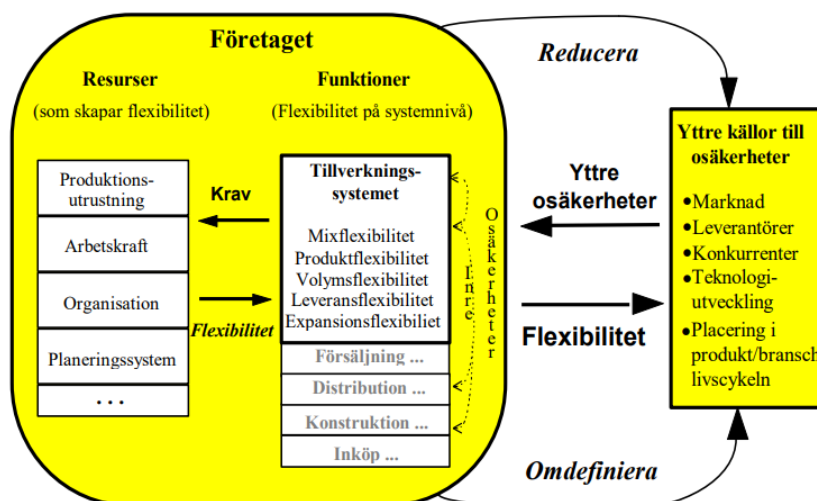 Företaget
Resurser
(som skapar flexibilitet)
Produktions-
utrustning
Arbetskraft
Organisation
Planeringssystem
. . .
Krav
Flexibilitet
Funktioner
(Flexibilitet på systemnivå)
Tillverknings-
systemet
Mixflexibilitet
Produktflexibilitet
Volymsflexibilitet
Leveransflexibilitet
Expansionsflexibiliet
Försäljning ...
Distribution ...
Konstruktion ...
Inköp ...
Inre
Osäkerheter
Reducera
Yttre
osäkerheter
Flexibilitet
Omdefiniera
Yttre källor till
osäkerheter
●Marknad
●Leverantörer
●Konkurrenter
●Teknologi-
utveckling
●Placering i
produkt/bransch
livscykeln